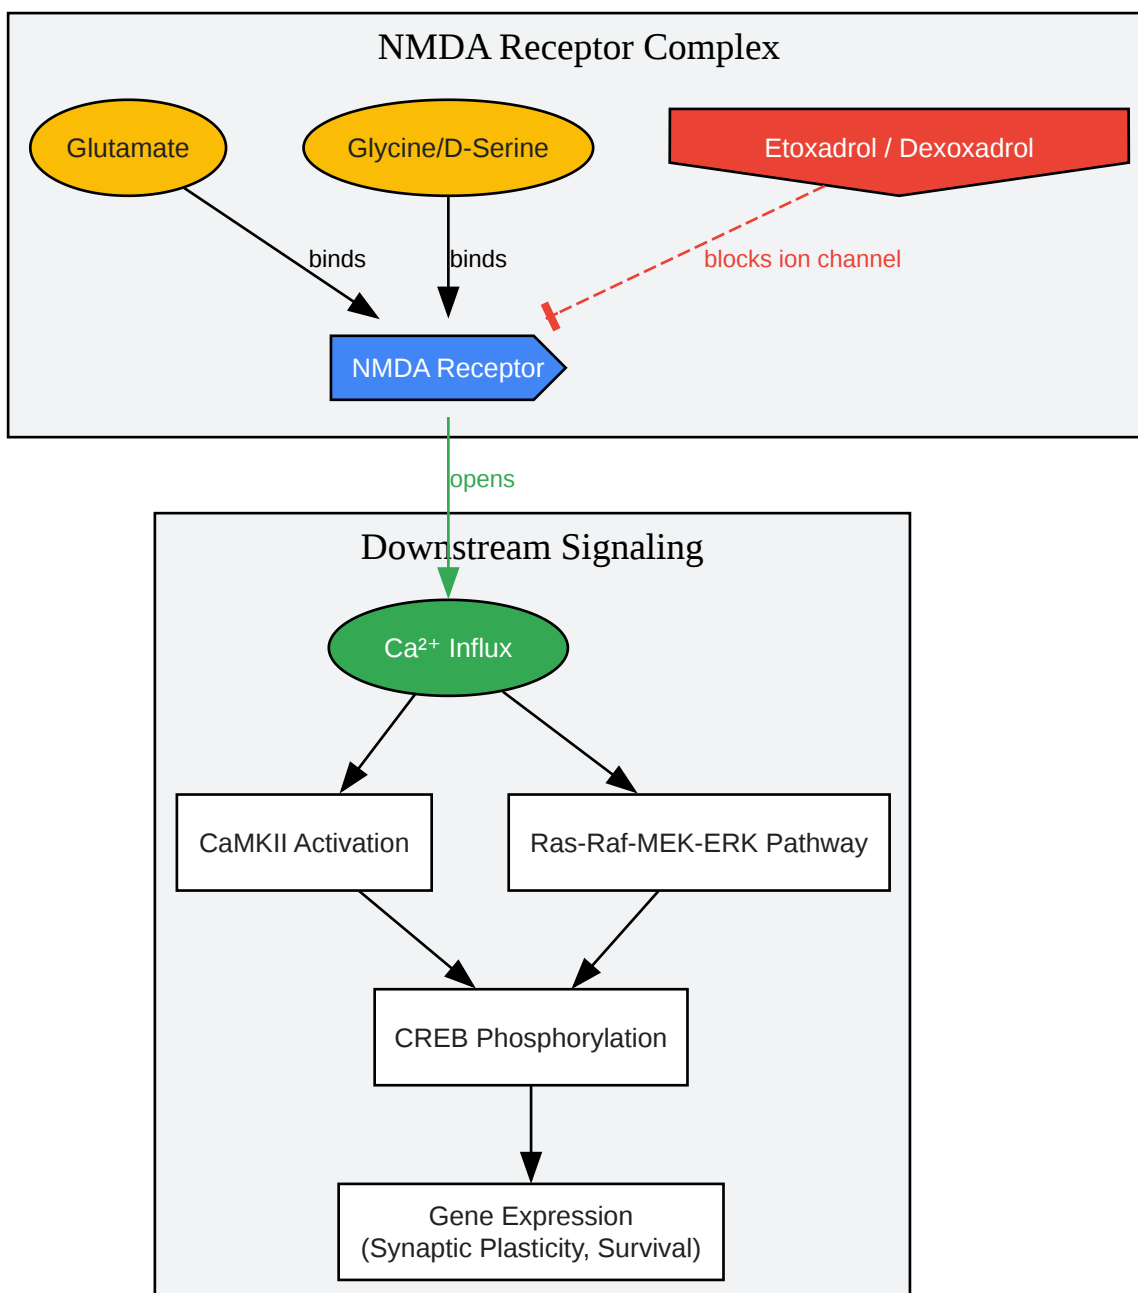 NMDA Receptor Complex
Glutamate
Glycine/D-Serine
Etoxadrol / Dexoxadrol
binds
binds
blocks ion channel
NMDA Receptor
opens
Downstream Signaling
Ca²⁺ Influx
CaMKII Activation
Ras-Raf-MEK-ERK Pathway
CREB Phosphorylation
Gene Expression
(Synaptic Plasticity, Survival)